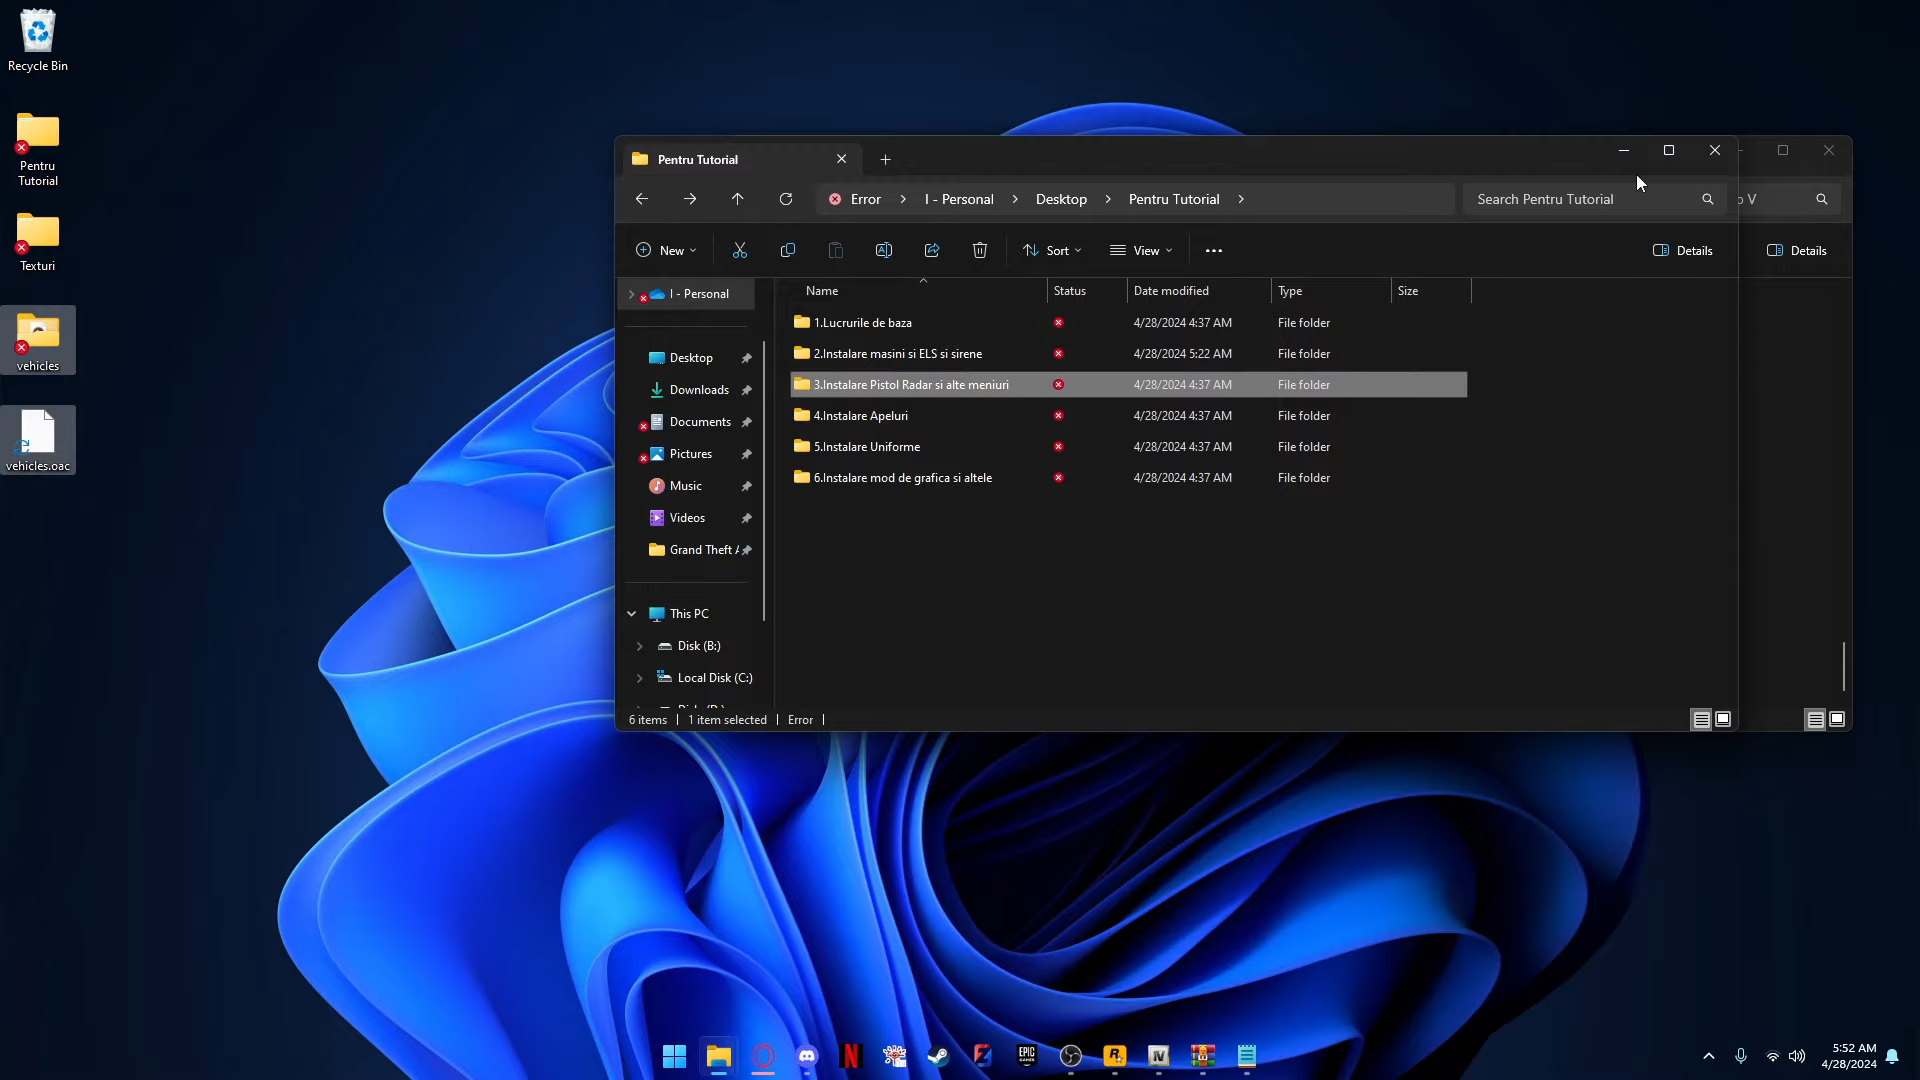 Recycle Bin
Pentru
Tutorial
Texturi
vehicles
vehicles.oac
Pentru Tutorial
Error
I - Personal
Desktop
Pentru Tutorial
Search Pentru Tutorial
o V
New
Sort
View
Details
Details
I - Personal
Desktop
Downloads
Documents
Pictures
Music
Videos
Grand Theft A
This PC
Disk (B:)
Local Disk (C:)
Name
Status
Date modified
Type
Size
1.Lucrurile de baza 4/28/2024 4:37 AM File folder
2.Instalare masini si ELS si sirene 4/28/2024 5:22 AM File folder
3.Instalare Pistol Radar si alte meniuri 4/28/2024 4:37 AM File folder
4.Instalare Apeluri 4/28/2024 4:37 AM File folder
5.Instalare Uniforme 4/28/2024 4:37 AM File folder
6.Instalare mod de grafica si altele 4/28/2024 4:37 AM File folder
6 items
1 item selected
Error
N
EPIC
GAMES
R
IV
5:52 AM
4/28/2024